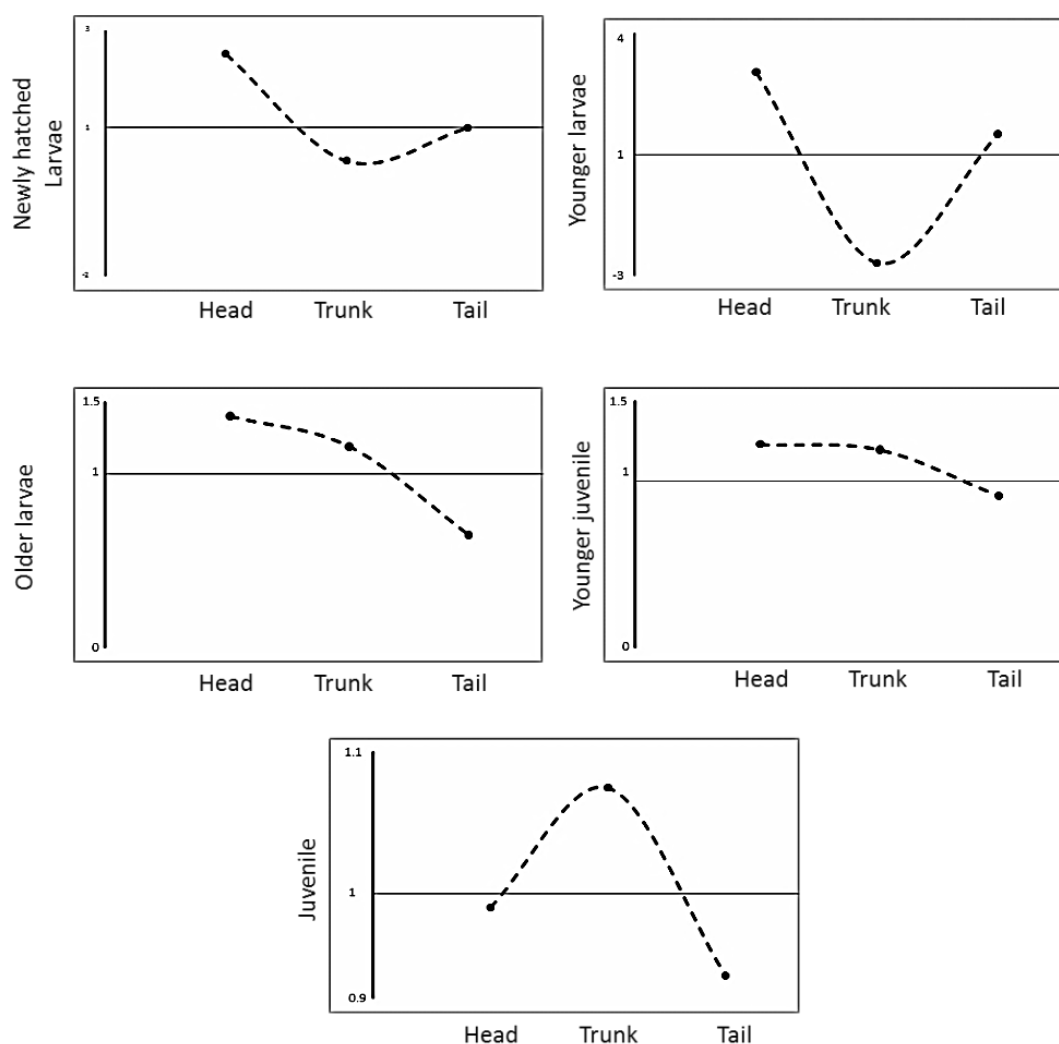 Newly hatched
Larvae
3
1
-2
Head Trunk Tail
Younger larvae
4
1
-3
Head Trunk Tail
Older larvae
1.5
1
0
Head Trunk Tail
Younger juvenile
1.5
1
0
Head Trunk Tail
Juvenile
1.1
1
0.9
Head Trunk Tail